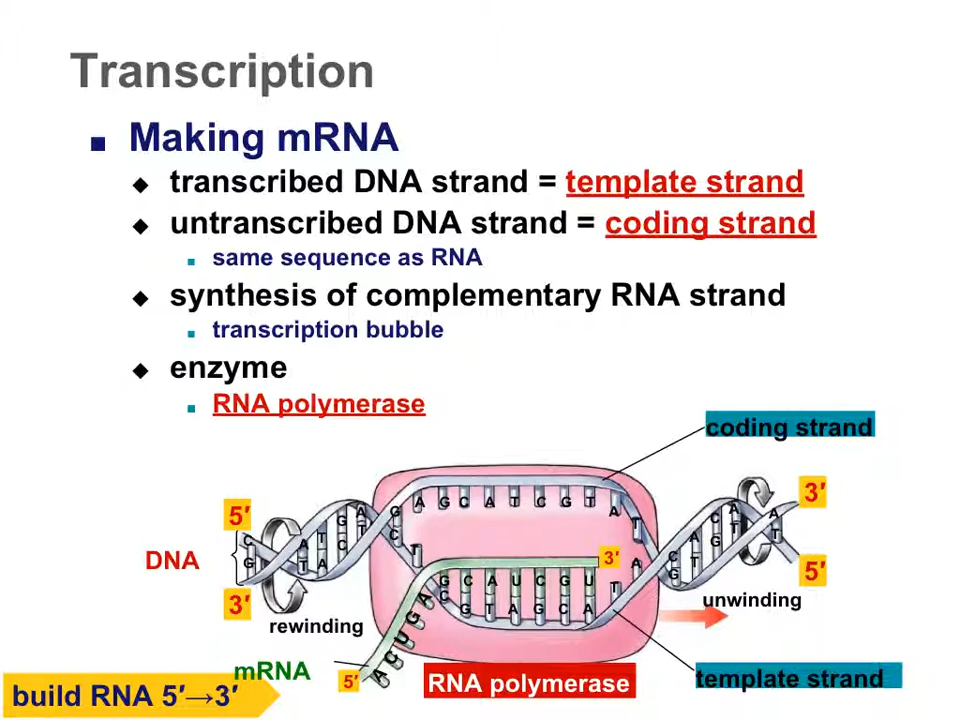 Transcription
Making mRNA
transcribed DNA strand = template strand
untranscribed DNA strand = coding strand
same sequence as RNA
synthesis of complementary RNA strand
transcription bubble
enzyme
RNA polymerase
coding strand
5′
3′
DNA
A G C A T C G T
3′
G C A U C G U
C G T A G C A
A C U G A
3′
5′
rewinding
unwinding
mRNA
5′
RNA polymerase
template strand
build RNA 5′→3′